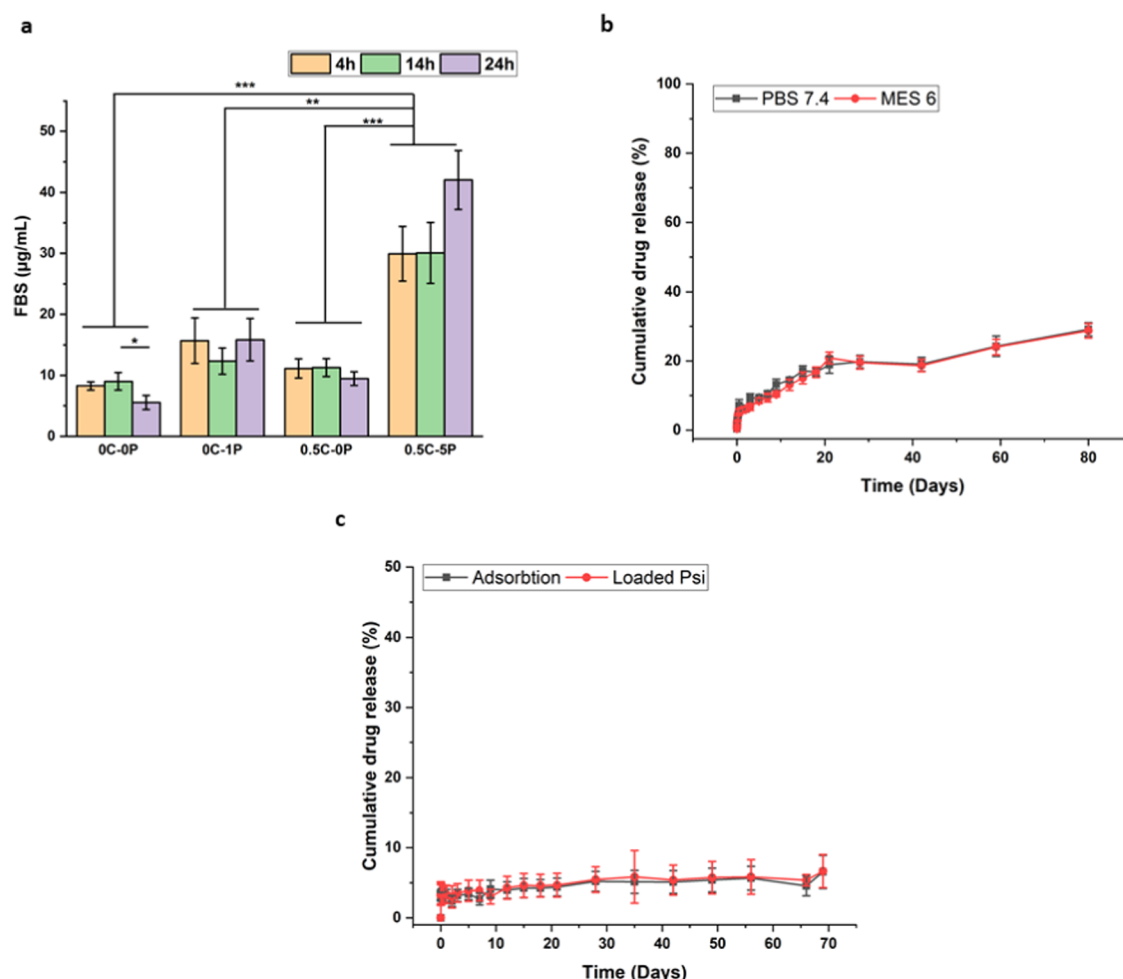 a
4h 14h 24h
***
**
***
*
FBS (µg/mL)
50
40
30
20
10
0
0C-0P 0C-1P 0.5C-0P 0.5C-5P
b
PBS 7.4 MES 6
Cumulative drug release (%)
100
80
60
40
20
0
0 20 40 60 80
Time (Days)
c
Adsorbtion Loaded Psi
Cumulative drug release (%)
50
40
30
20
10
0
0 10 20 30 40 50 60 70
Time (Days)